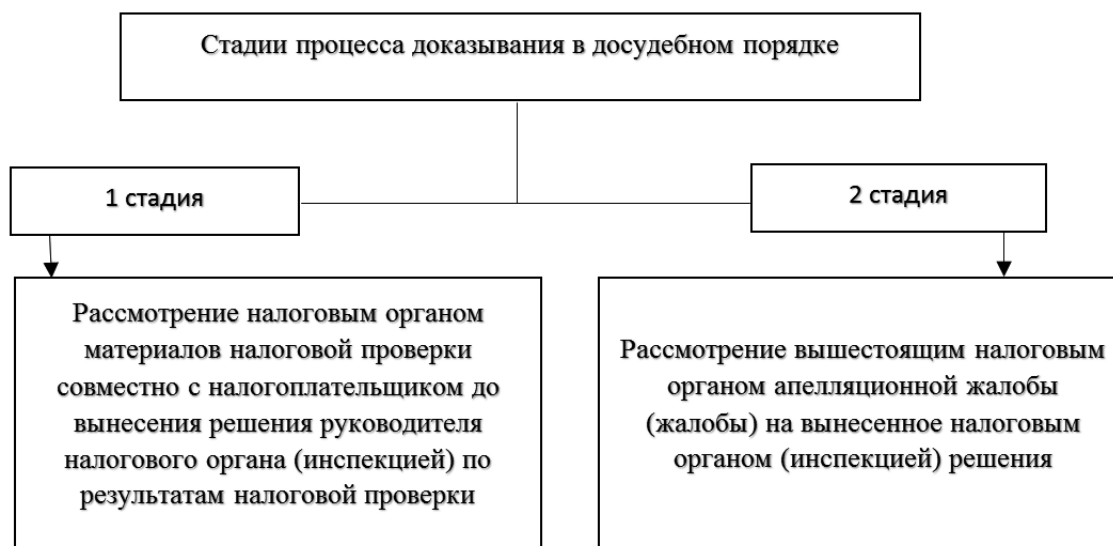 Стадии процесса доказывания в досудебном порядке
1 стадия
2 стадия
Рассмотрение налоговым органом
материалов налоговой проверки
совместно с налогоплательщиком до
вынесения решения руководителя
налогового органа (инспекцией) по
результатам налоговой проверки
Рассмотрение вышестоящим налоговым
органом апелляционной жалобы
(жалобы) на вынесенное налоговым
органом (инспекцией) решения